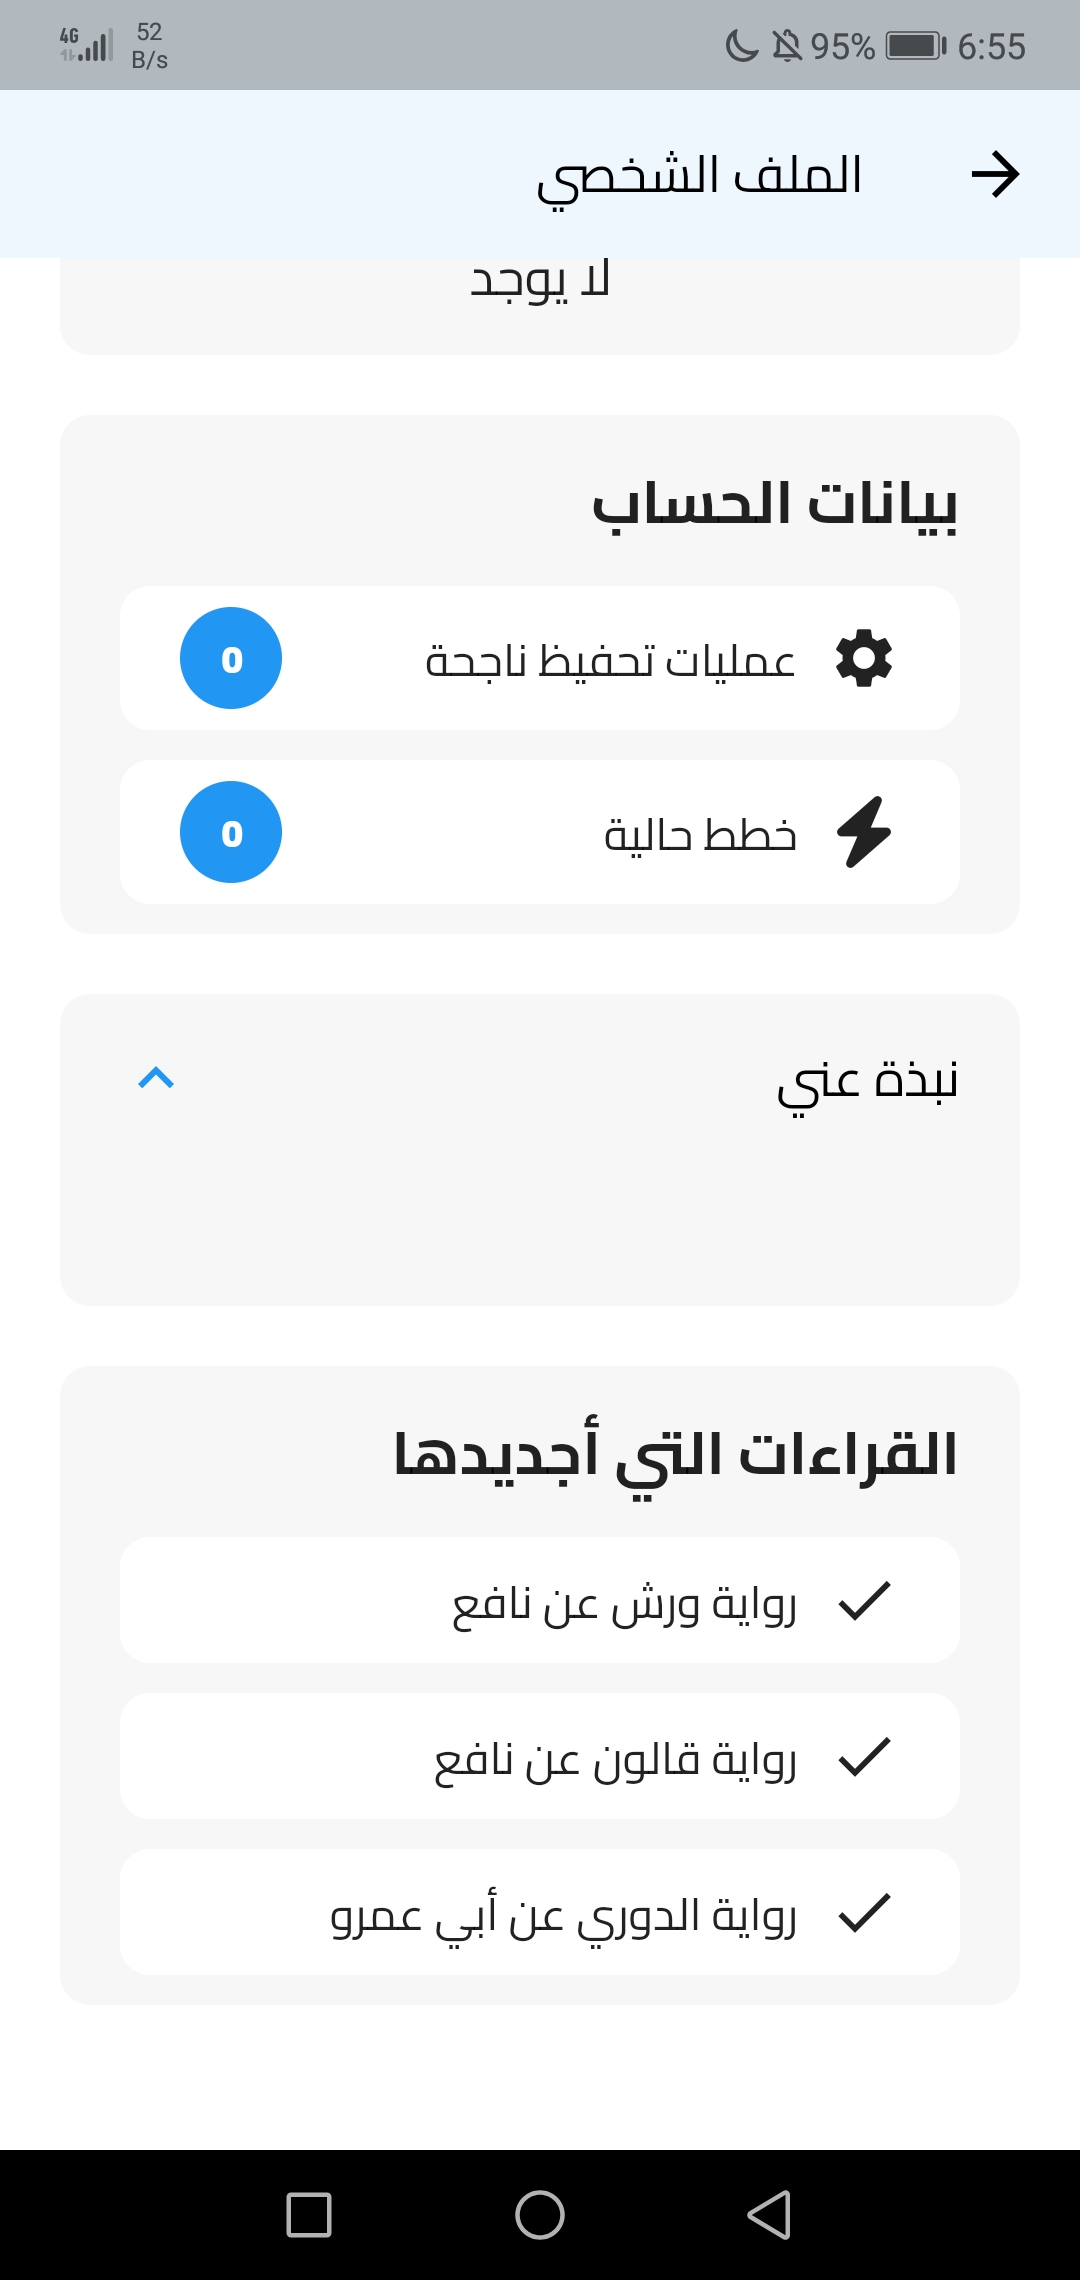 4G 52 B/s 95% 6:55
الملف الشخصي
لا يوجد
بيانات الحساب
عمليات تحفيظ ناجحة 0
خطط حالية 0
نبذة عني
القراءات التي أجديدها
رواية ورش عن نافع
رواية قالون عن نافع
رواية الدوري عن أبي عمرو